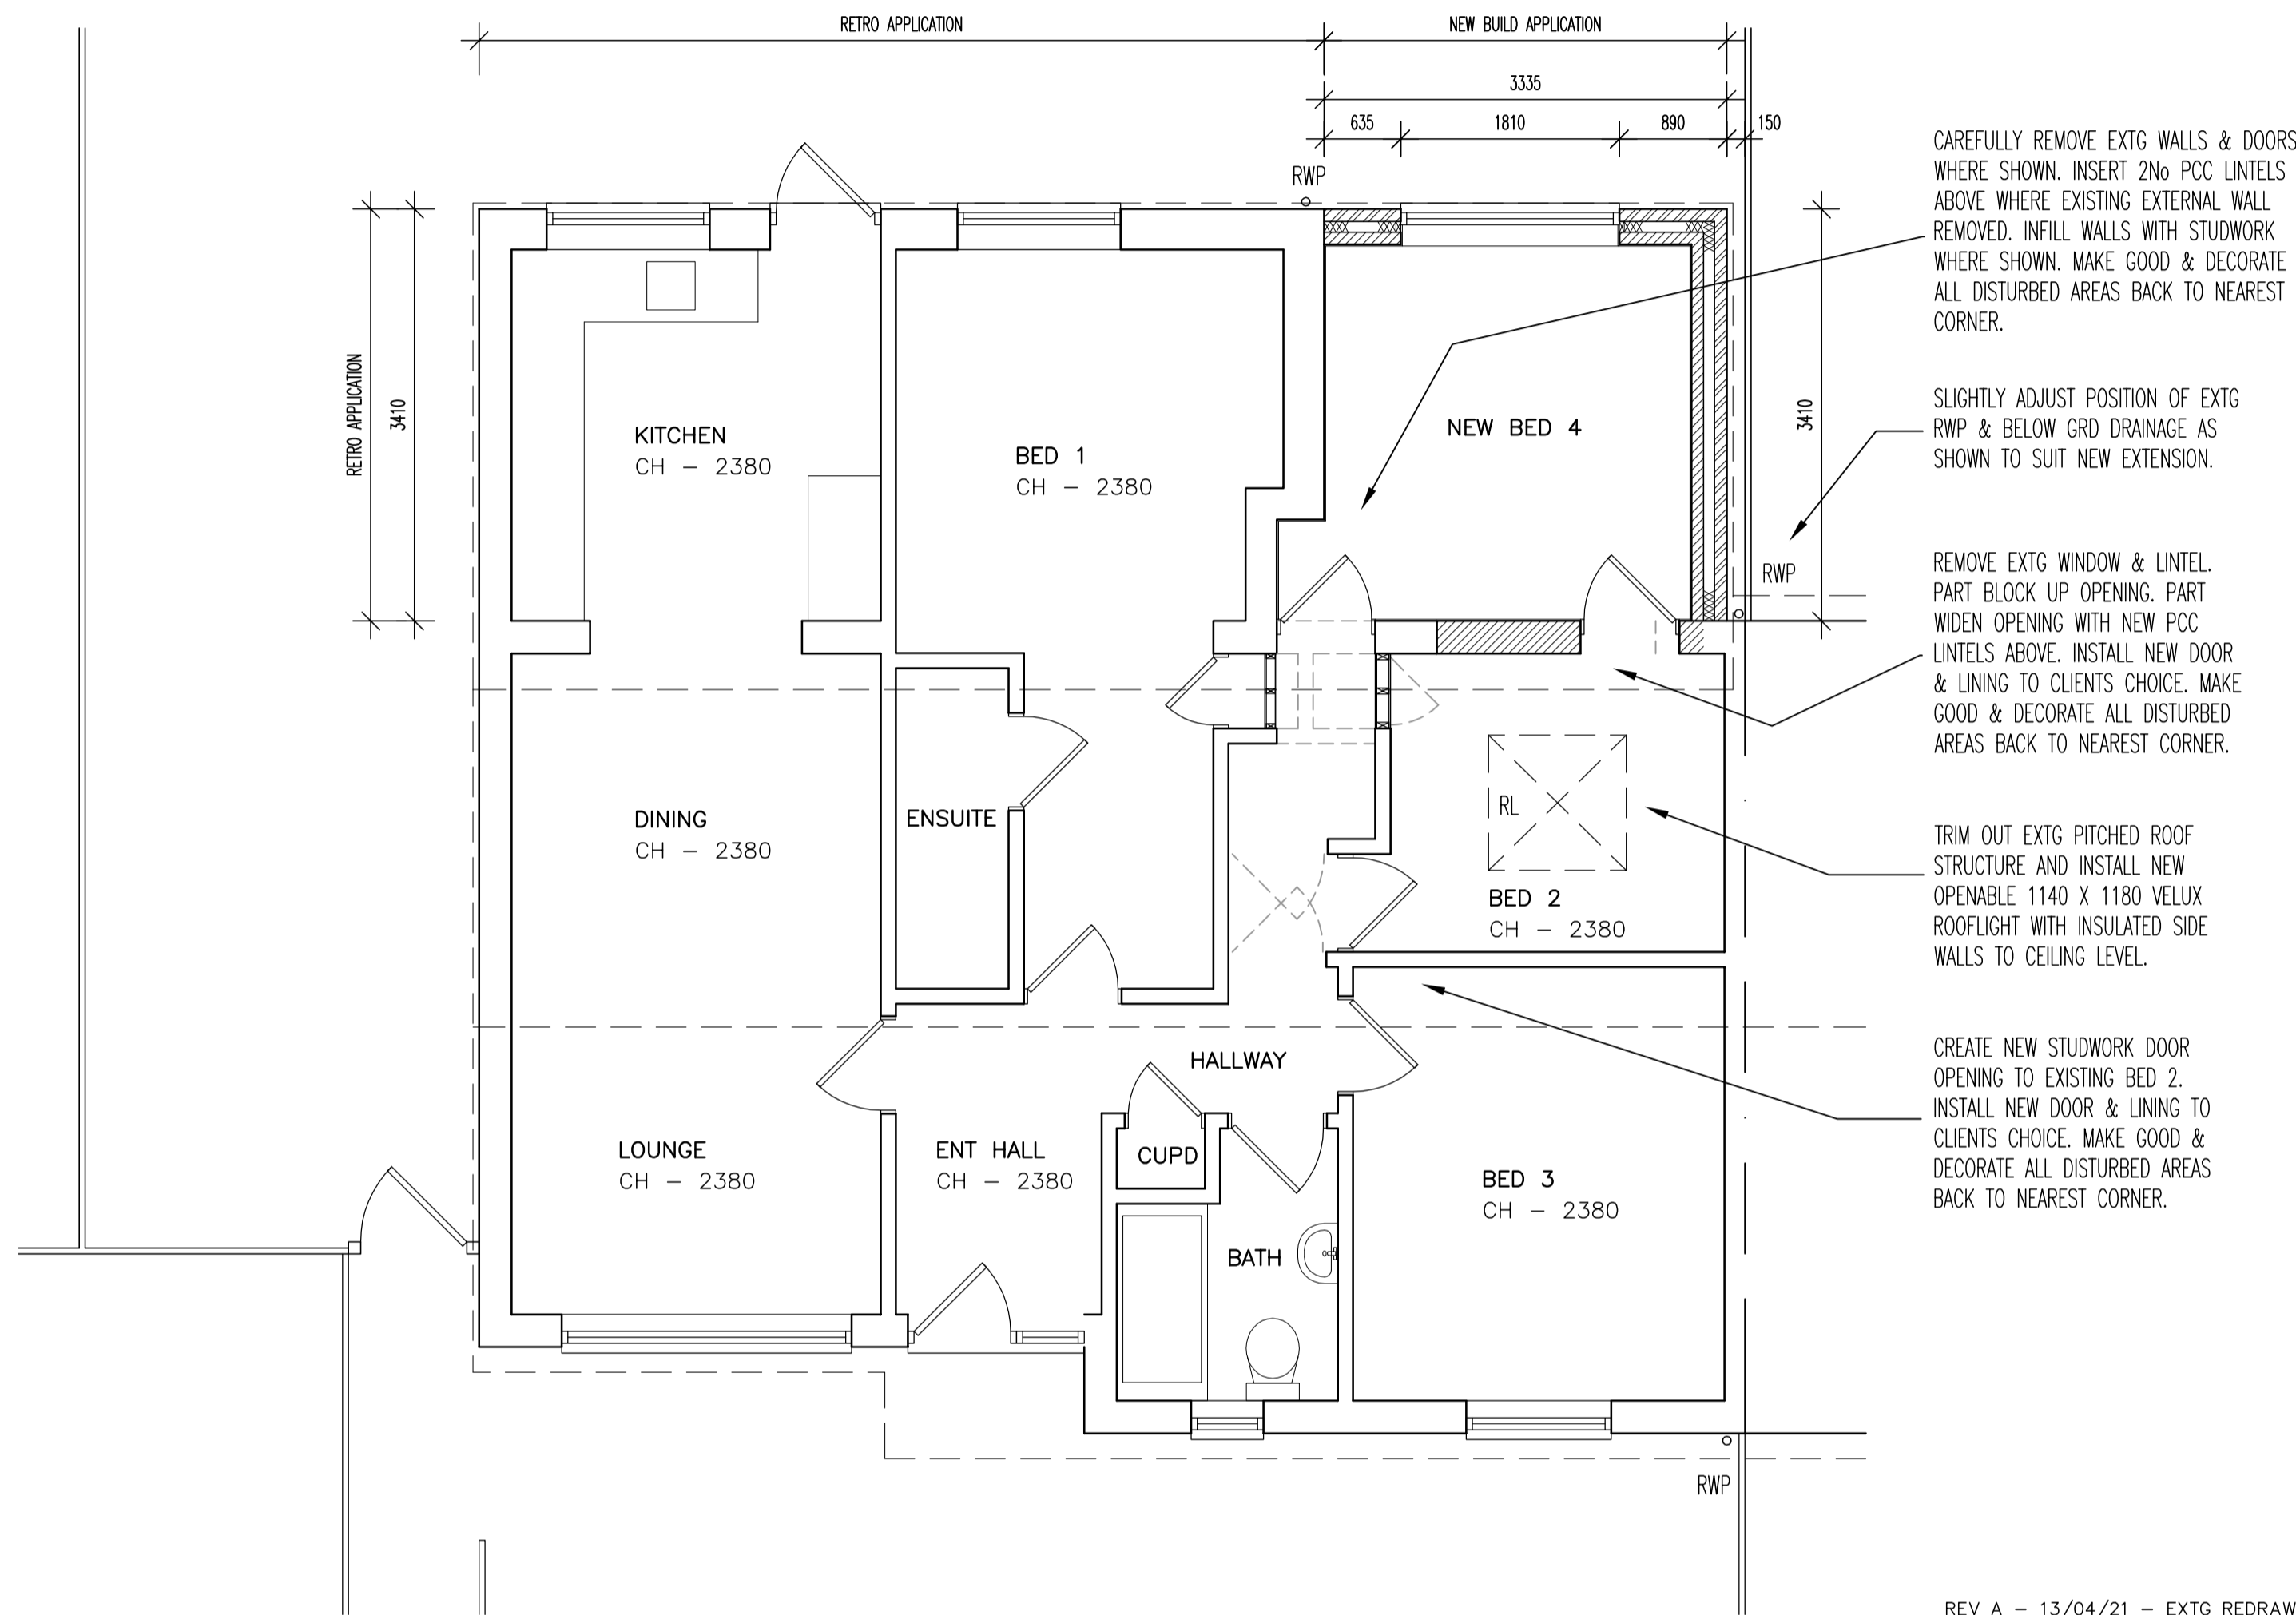 RETRO APPLICATION
NEW BUILD APPLICATION
3335
635
1810
890
150
RWP
CAREFULLY REMOVE EXTG WALLS & DOORS
WHERE SHOWN. INSERT 2No PCC LINTELS
ABOVE WHERE EXISTING EXTERNAL WALL
REMOVED. INFILL WALLS WITH STUDWORK
WHERE SHOWN. MAKE GOOD & DECORATE
ALL DISTURBED AREAS BACK TO NEAREST
CORNER.
RETRO APPLICATION
3410
3410
SLIGHTLY ADJUST POSITION OF EXTG
RWP & BELOW GRD DRAINAGE AS
SHOWN TO SUIT NEW EXTENSION.
KITCHEN
CH - 2380
BED 1
CH - 2380
NEW BED 4
RWP
REMOVE EXTG WINDOW & LINTEL.
PART BLOCK UP OPENING. PART
WIDEN OPENING WITH NEW PCC
LINTELS ABOVE. INSTALL NEW DOOR
& LINING TO CLIENTS CHOICE. MAKE
GOOD & DECORATE ALL DISTURBED
AREAS BACK TO NEAREST CORNER.
DINING
CH - 2380
ENSUITE
RL
BED 2
CH - 2380
TRIM OUT EXTG PITCHED ROOF
STRUCTURE AND INSTALL NEW
OPENABLE 1140 X 1180 VELUX
ROOFLIGHT WITH INSULATED SIDE
WALLS TO CEILING LEVEL.
HALLWAY
CREATE NEW STUDWORK DOOR
OPENING TO EXISTING BED 2.
INSTALL NEW DOOR & LINING TO
CLIENTS CHOICE. MAKE GOOD &
DECORATE ALL DISTURBED AREAS
BACK TO NEAREST CORNER.
LOUNGE
CH - 2380
ENT HALL
CH - 2380
CUPD
BED 3
CH - 2380
BATH
RWP
REV A - 13/04/21 - EXTG REDRAW